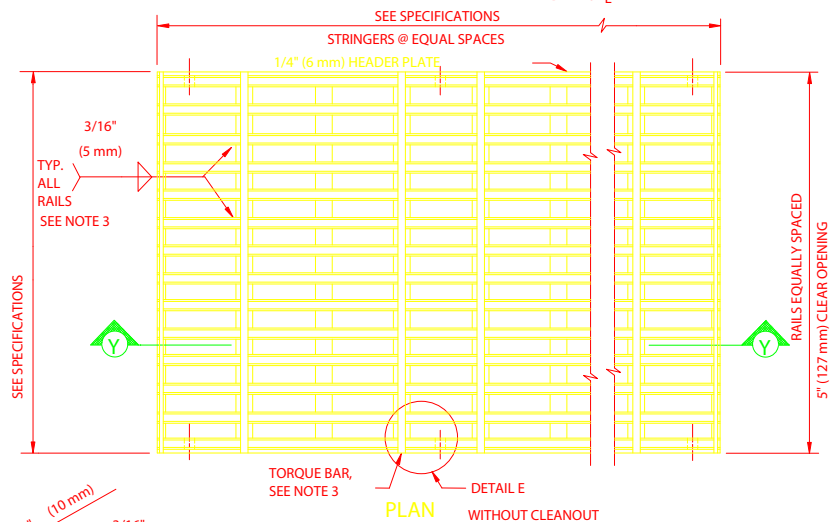 SEE SPECIFICATIONS
STRINGERS @ EQUAL SPACES
1/4" (6 mm) HEADER PLATE
3/16"
(5 mm)
TYP.
ALL
RAILS
SEE NOTE 3
SEE SPECIFICATIONS
RAILS EQUALLY SPACED
5" (127 mm) CLEAR OPENING
Y
Y
TORQUE BAR,
SEE NOTE 3
DETAIL E
PLAN
WITHOUT CLEANOUT
(10 mm)